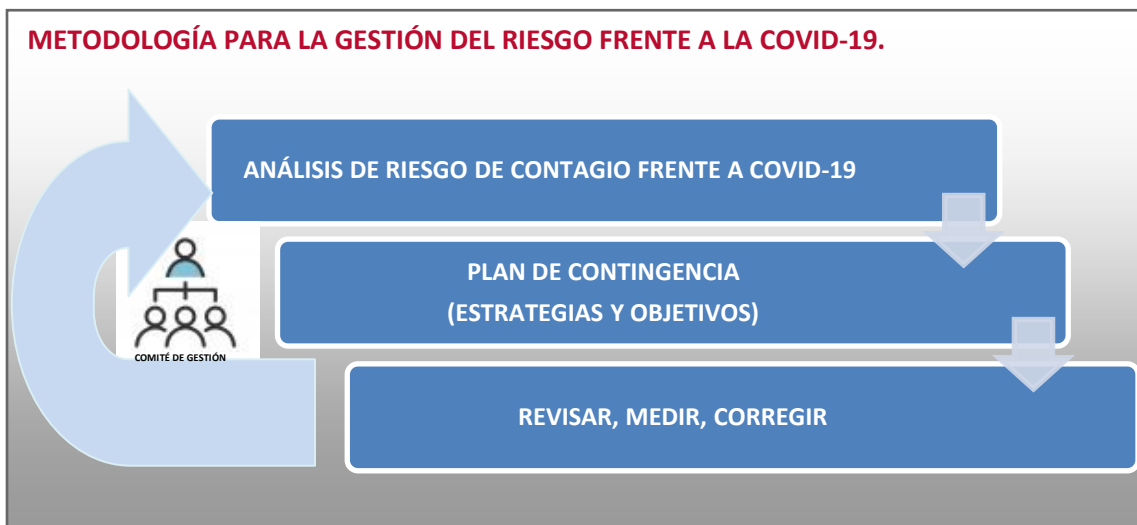 METODOLOGÍA PARA LA GESTIÓN DEL RIESGO FRENTE A LA COVID-19.
ANÁLISIS DE RIESGO DE CONTAGIO FRENTE A COVID-19
PLAN DE CONTINGENCIA
(ESTRATEGIAS Y OBJETIVOS)
COMITÉ DE GESTIÓN
REVISAR, MEDIR, CORREGIR